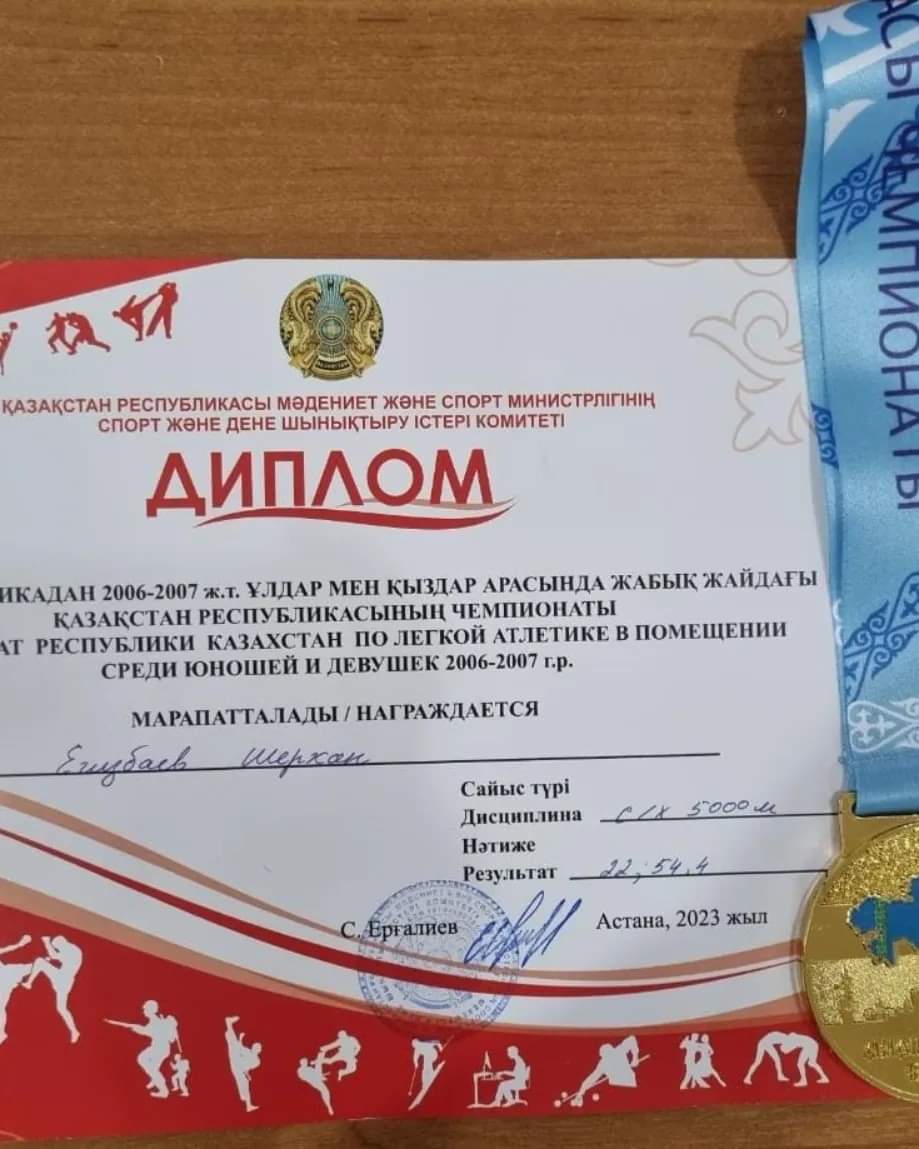 ҚАЗАҚСТАН РЕСПУБЛИКАСЫ МӘДЕНИЕТ ЖӘНЕ СПОРТ МИНИСТРЛІГІНІҢ
СПОРТ ЖӘНЕ ДЕНЕ ШЫНЫҚТЫРУ ІСТЕРІ КОМИТЕТІ
ДИПЛОМ
ИКАДАН 2006-2007 ж.т. ҰЛДАР МЕН ҚЫЗДАР АРАСЫНДА ЖАБЫҚ ЖАЙДАҒЫ
ҚАЗАҚСТАН РЕСПУБЛИКАСЫНЫҢ ЧЕМПИОНАТЫ
АТ РЕСПУБЛИКИ КАЗАХСТАН ПО ЛЕГКОЙ АТЛЕТИКЕ В ПОМЕЩЕНИИ
СРЕДИ ЮНОШЕЙ И ДЕВУШЕК 2006-2007 г.р.
МАРАПАТТАЛАДЫ / НАГРАЖДАЕТСЯ
Шерхан
Сайыс түрі
Дисциплина с/х 5000м
Нәтиже
Результат 22;54,4
С. Ерғалиев
Астана, 2023 жыл
АСЫ ЧЕМПИОНАТЫ